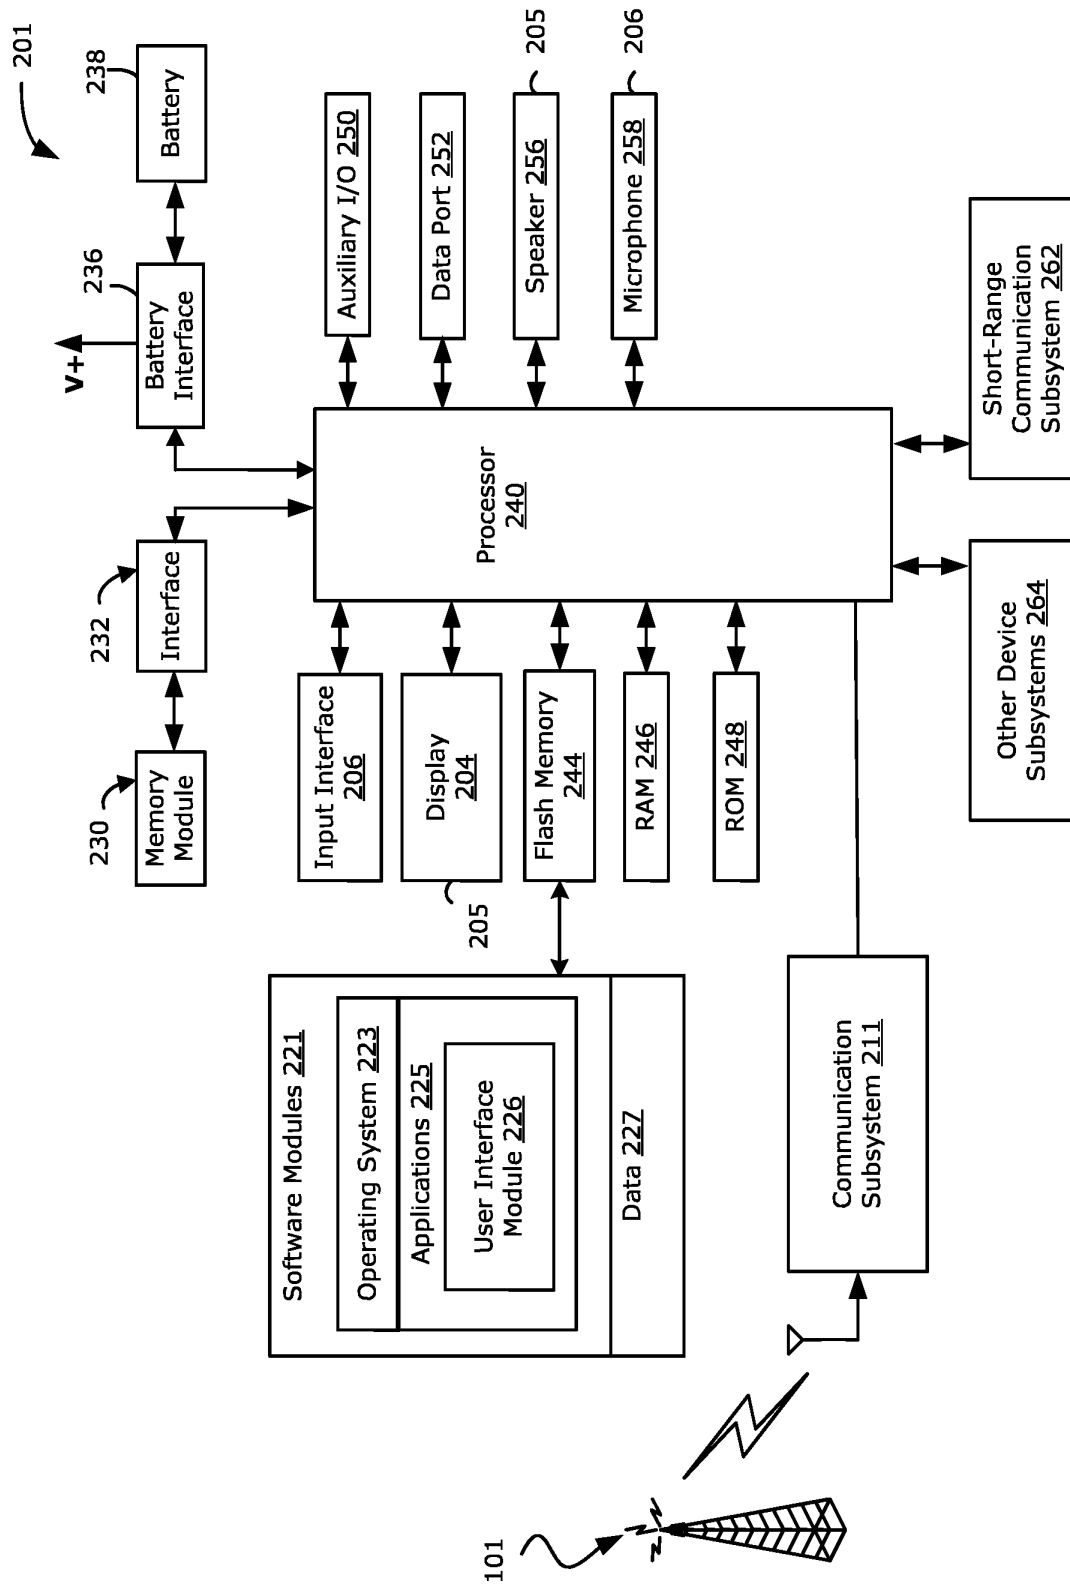 201
Memory
Module
230
Interface
232
Battery
Interface
236
V+
Battery
238
Input Interface
206
Display
204
205
Flash Memory
244
RAM 246
ROM 248
Processor
240
Auxiliary I/O 250
Data Port 252
Speaker 256
205
Microphone 258
206
Software Modules 221
Operating System 223
Applications 225
User Interface
Module 226
Data 227
Communication
Subsystem 211
Other Device
Subsystems 264
Short-Range
Communication
Subsystem 262
101